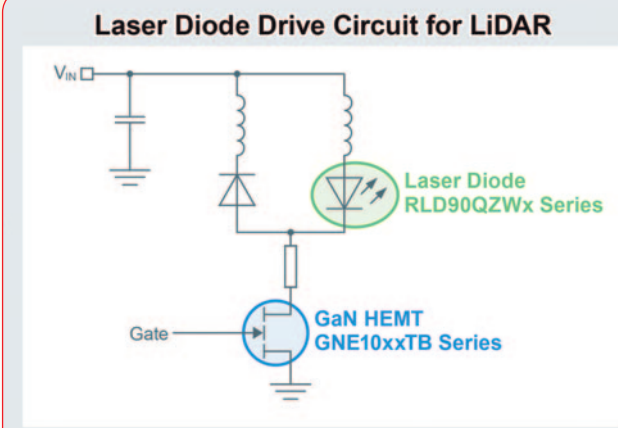 Laser Diode Drive Circuit for LiDAR
VIN
Laser Diode
RLD90QZWx Series
GaN HEMT
GNE10xxTB Series
Gate